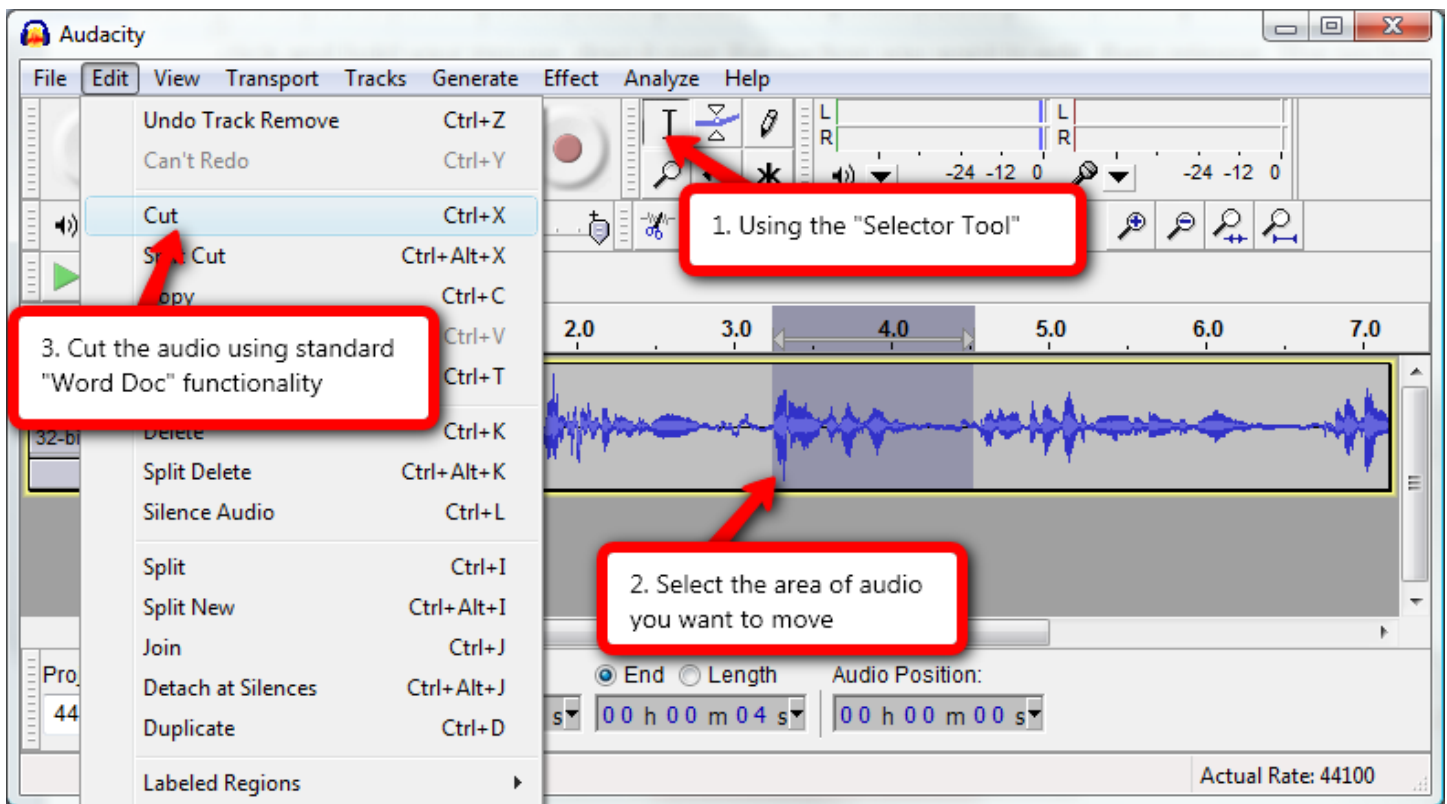 Audacity
File Edit View Transport Tracks Generate Effect Analyze Help
Undo Track Remove Ctrl+Z
Can't Redo Ctrl+Y
Cut Ctrl+X
Cut Ctrl+Alt+X
Copy Ctrl+C
Ctrl+V
Ctrl+T
Delete Ctrl+K
Split Delete Ctrl+Alt+K
Silence Audio Ctrl+L
Split Ctrl+I
Split New Ctrl+Alt+I
Join Ctrl+J
Detach at Silences Ctrl+Alt+J
Duplicate Ctrl+D
Labeled Regions
L L
R R
-24 -12 0 -24 -12 0
1. Using the "Selector Tool"
2.0 3.0 4.0 5.0 6.0 7.0
3. Cut the audio using standard
"Word Doc" functionality
2. Select the area of audio
you want to move
End Length Audio Position:
44 s 00 h 00 m 04 s 00 h 00 m 00 s
Actual Rate: 44100